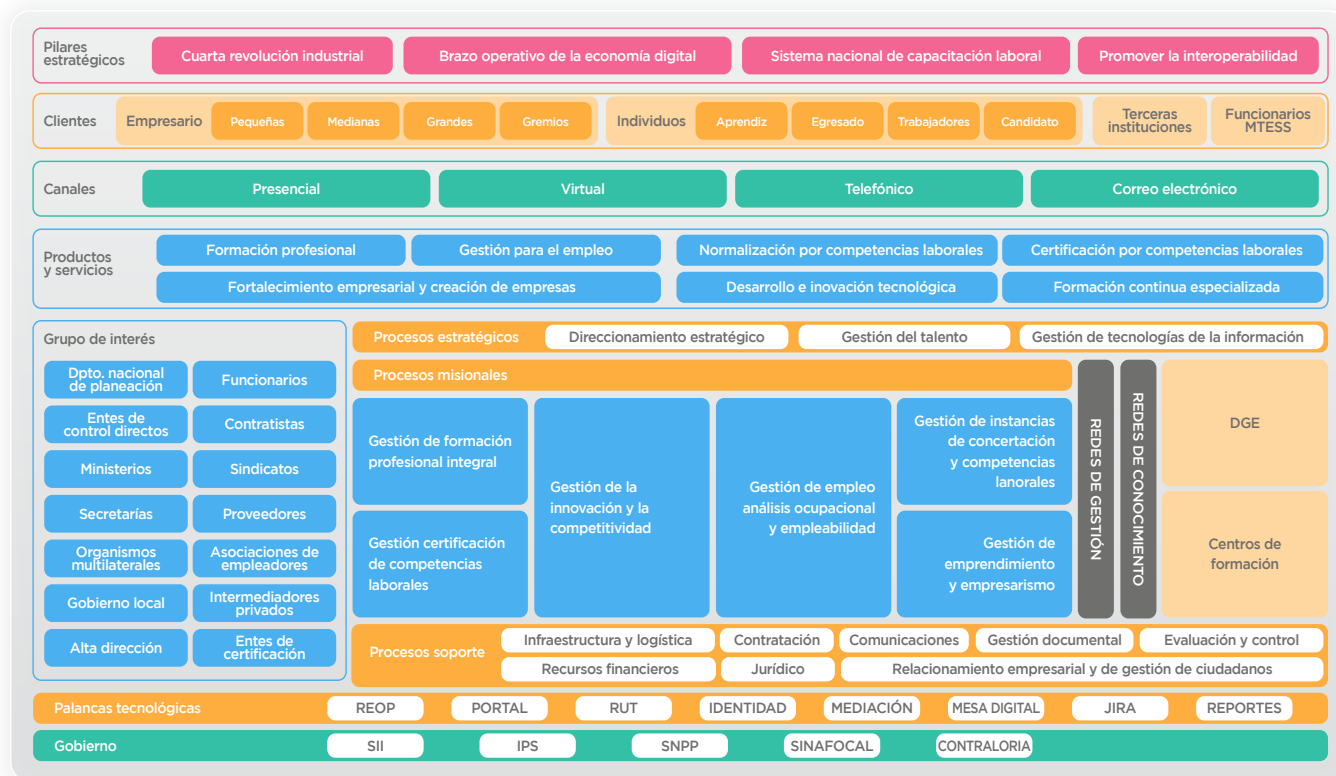 Pilares
estratégicos
Cuarta revolución industrial
Brazo operativo de la economía digital
Sistema nacional de capacitación laboral
Promover la interoperabilidad
Clientes
Empresario
Pequeñas
Medianas
Grandes
Gremios
Individuos
Aprendiz
Egresado
Trabajadores
Candidato
Terceras
instituciones
Funcionarios
MTESS
Canales
Presencial
Virtual
Telefónico
Correo electrónico
Productos
y servicios
Formación profesional
Gestión para el empleo
Normalización por competencias laborales
Certificación por competencias laborales
Fortalecimiento empresarial y creación de empresas
Desarrollo e inovación tecnológica
Formación continua especializada
Grupo de interés
Dpto. nacional
de planeación
Funcionarios
Entes de
control directos
Contratistas
Ministerios
Sindicatos
Secretarías
Proveedores
Organismos
multilaterales
Asociaciones de
empleadores
Gobierno local
Intermediadores
privados
Alta dirección
Entes de
certificación
Procesos estratégicos
Direccionamiento estratégico
Gestión del talento
Gestión de tecnologías de la información
Procesos misionales
Gestión de formación
profesional integral
Gestión certificación
de competencias
laborales
Gestión de la
innovación y la
competitividad
Gestión de empleo
análisis ocupacional
y empleabilidad
Gestión de instancias
de concertación
y competencias
lanorales
Gestión de
emprendimiento
y empresarismo
REDES DE GESTIÓN
REDES DE CONOCIMIENTO
DGE
Centros de
formación
Procesos soporte
Infraestructura y logística
Contratación
Comunicaciones
Gestión documental
Evaluación y control
Recursos financieros
Jurídico
Relacionamiento empresarial y de gestión de ciudadanos
Palancas tecnológicas
REOP
PORTAL
RUT
IDENTIDAD
MEDIACIÓN
MESA DIGITAL
JIRA
REPORTES
Gobierno
SII
IPS
SNPP
SINAFOCAL
CONTRALORIA